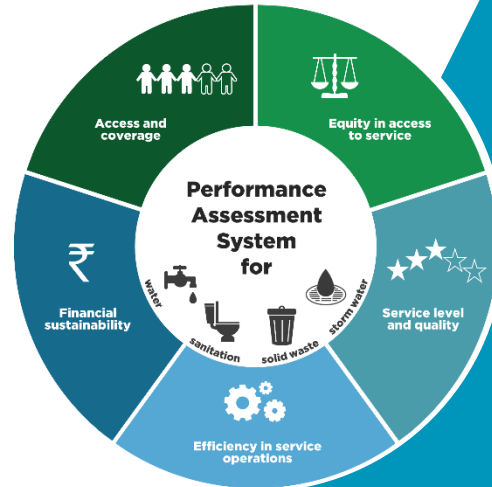 Access and
coverage
Equity in access
to service
Performance
Assessment
System
for
water
sanitation
solid waste
storm water
₹
Financial
sustainability
Service level
and quality
Efficiency in service
operations